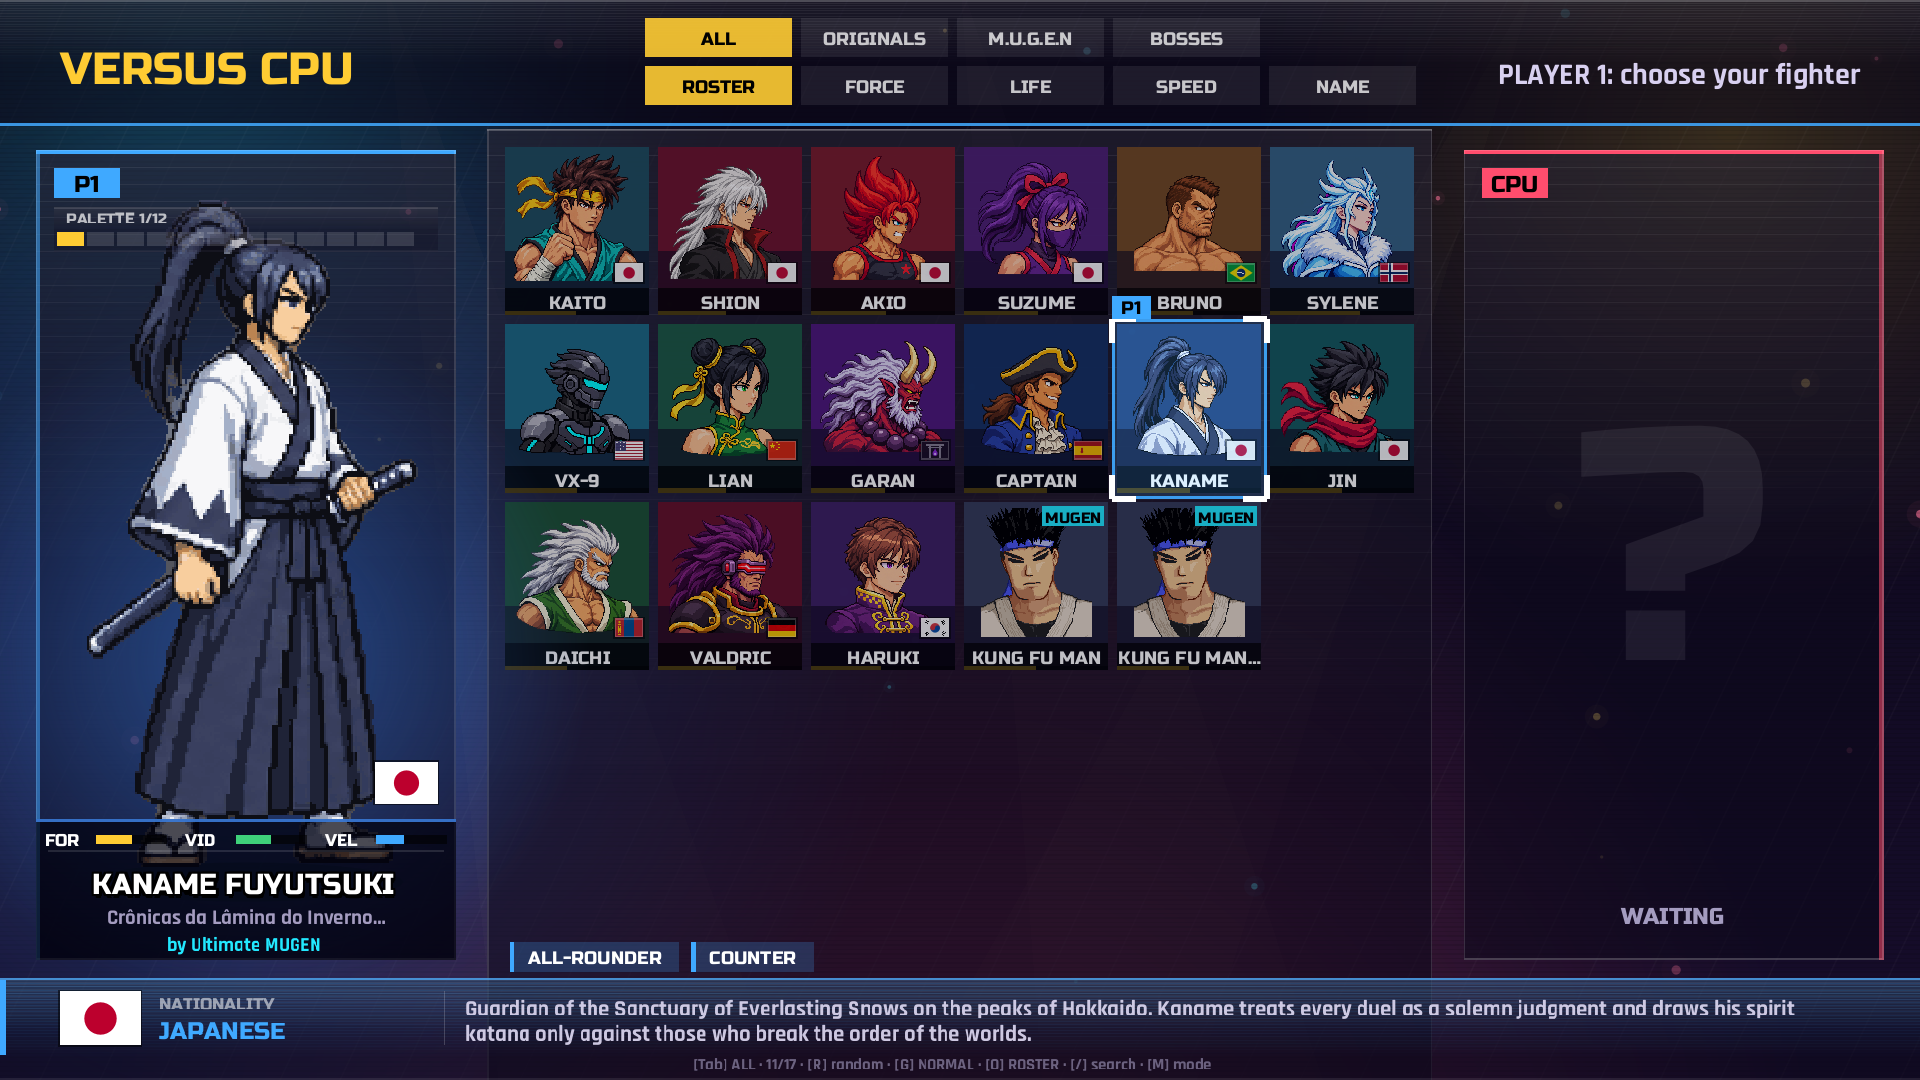 VERSUS CPU
ALL
ORIGINALS
M.U.G.E.N
BOSSES
ROSTER
FORCE
LIFE
SPEED
NAME
PLAYER 1: choose your fighter
P1
PALETTE 1/12
CPU
KAITO
SHION
AKIO
SUZUME
BRUNO
SYLENE
P1
VX-9
LIAN
GARAN
CAPTAIN
KANAME
JIN
MUGEN
MUGEN
DAICHI
VALDRIC
HARUKI
KUNG FU MAN
KUNG FU MAN...
FOR
VID
VEL
KANAME FUYUTSUKI
Crônicas da Lâmina do Inverno...
by Ultimate MUGEN
?
WAITING
ALL-ROUNDER
COUNTER
NATIONALITY
JAPANESE
Guardian of the Sanctuary of Everlasting Snows on the peaks of Hokkaido. Kaname treats every duel as a solemn judgment and draws his spirit
katana only against those who break the order of the worlds.
[Tab] ALL · 11/17 · [R] random · [G] NORMAL · [O] ROSTER · [/] search · [M] mode